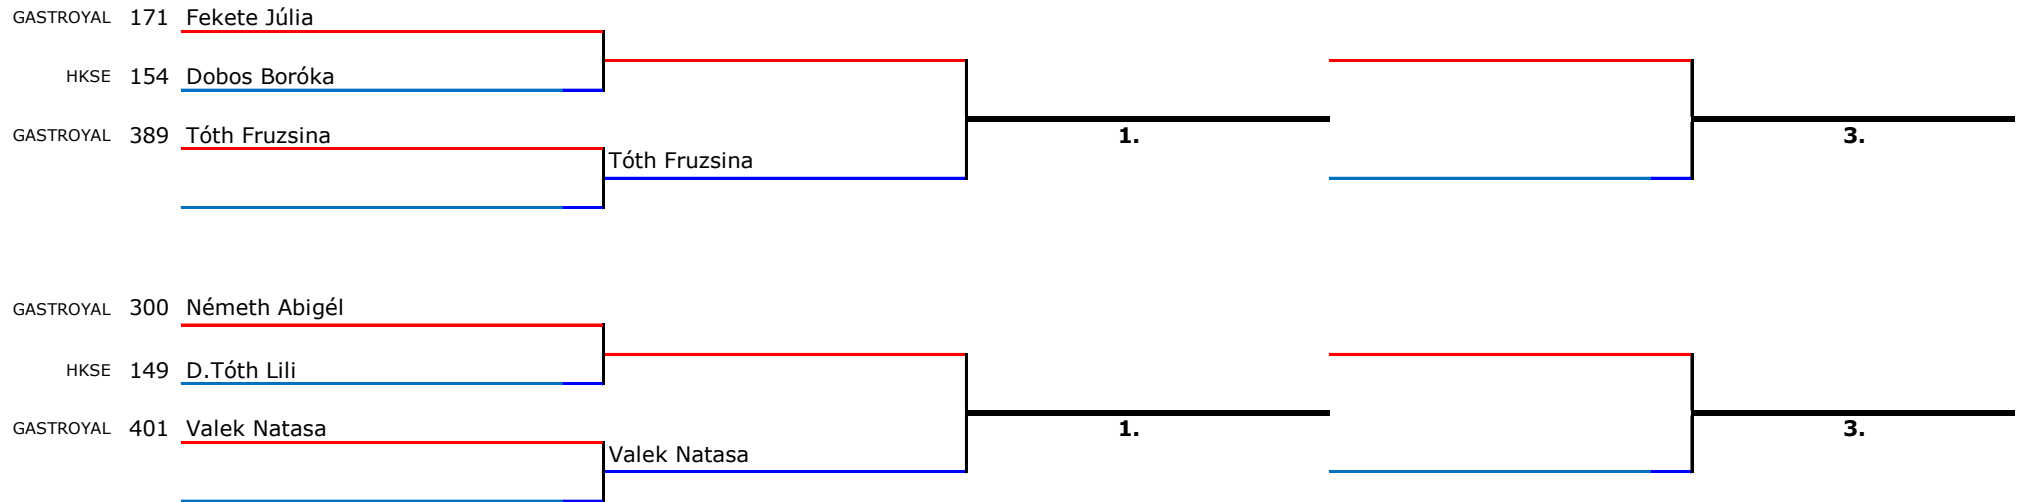 GASTROYAL 171 Fekete Júlia
HKSE 154 Dobos Boróka
GASTROYAL 389 Tóth Fruzsina
1.
3.
Tóth Fruzsina
GASTROYAL 300 Németh Abigél
HKSE 149 D.Tóth Lili
GASTROYAL 401 Valek Natasa
1.
3.
Valek Natasa